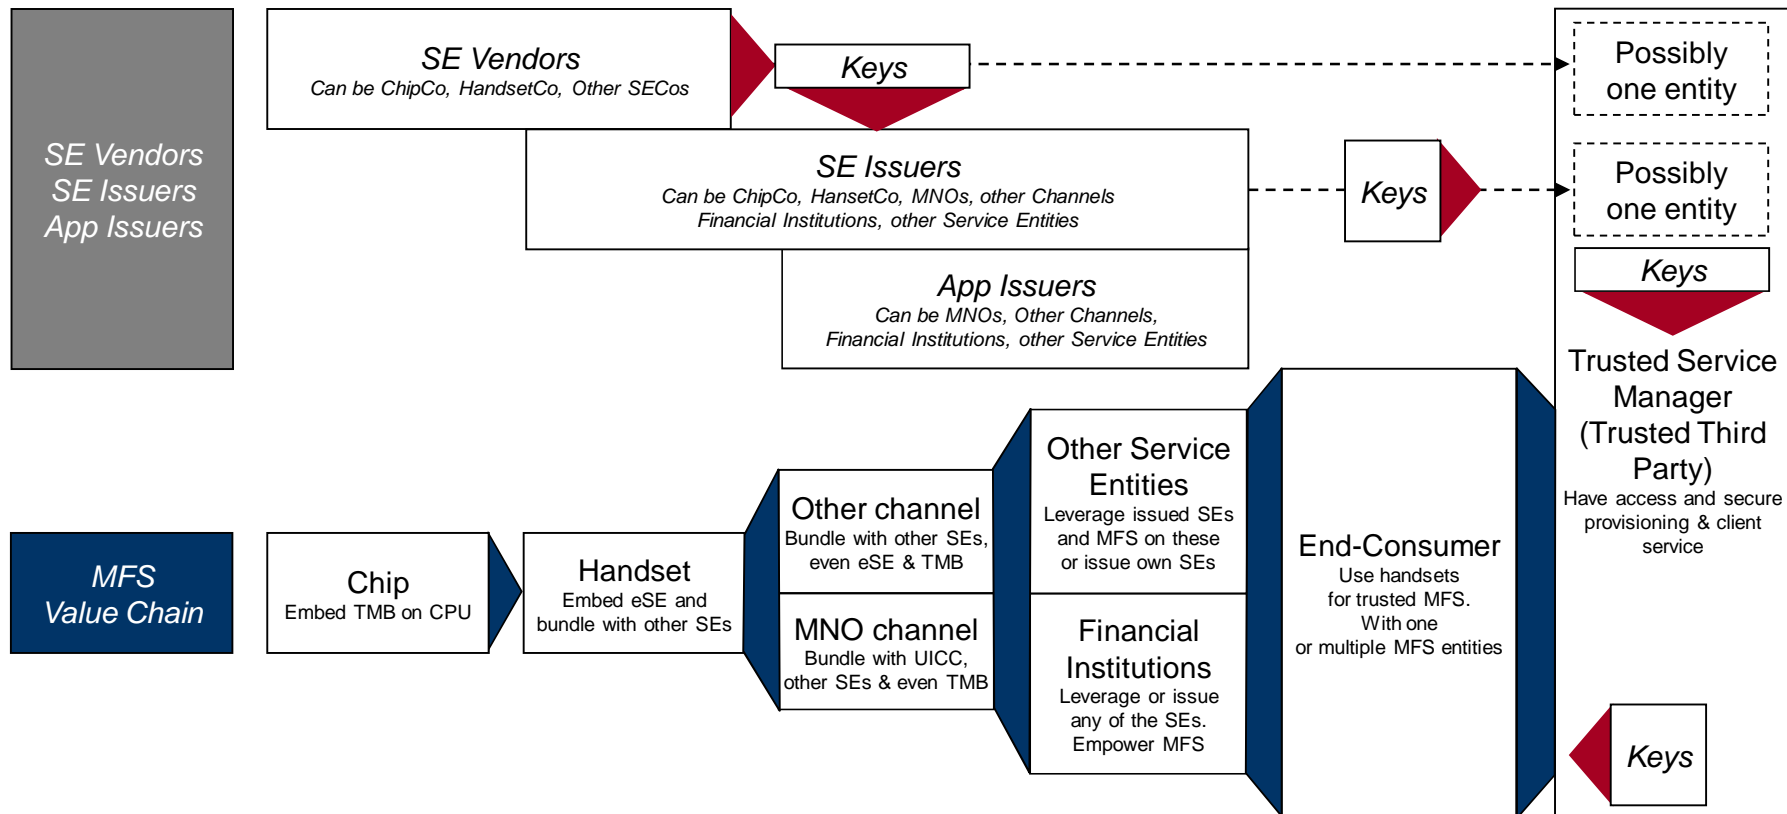 SE Vendors
SE Issuers
App Issuers
SE Vendors
Can be ChipCo, HandsetCo, Other SECos
Keys
Possibly
one entity
SE Issuers
Can be ChipCo, HansetCo, MNOs, other Channels
Financial Institutions, other Service Entities
Keys
Possibly
one entity
Keys
App Issuers
Can be MNOs, Other Channels,
Financial Institutions, other Service Entities
Trusted Service
Manager
(Trusted Third
Party)
Have access and secure
provisioning & client
service
MFS
Value Chain
Chip
Embed TMB on CPU
Handset
Embed eSE and
bundle with other SEs
Other channel
Bundle with other SEs,
even eSE & TMB
MNO channel
Bundle with UICC,
other SEs & even TMB
Other Service
Entities
Leverage issued SEs
and MFS on these
or issue own SEs
Financial
Institutions
Leverage or issue
any of the SEs.
Empower MFS
End-Consumer
Use handsets
for trusted MFS.
With one
or multiple MFS entities
Keys